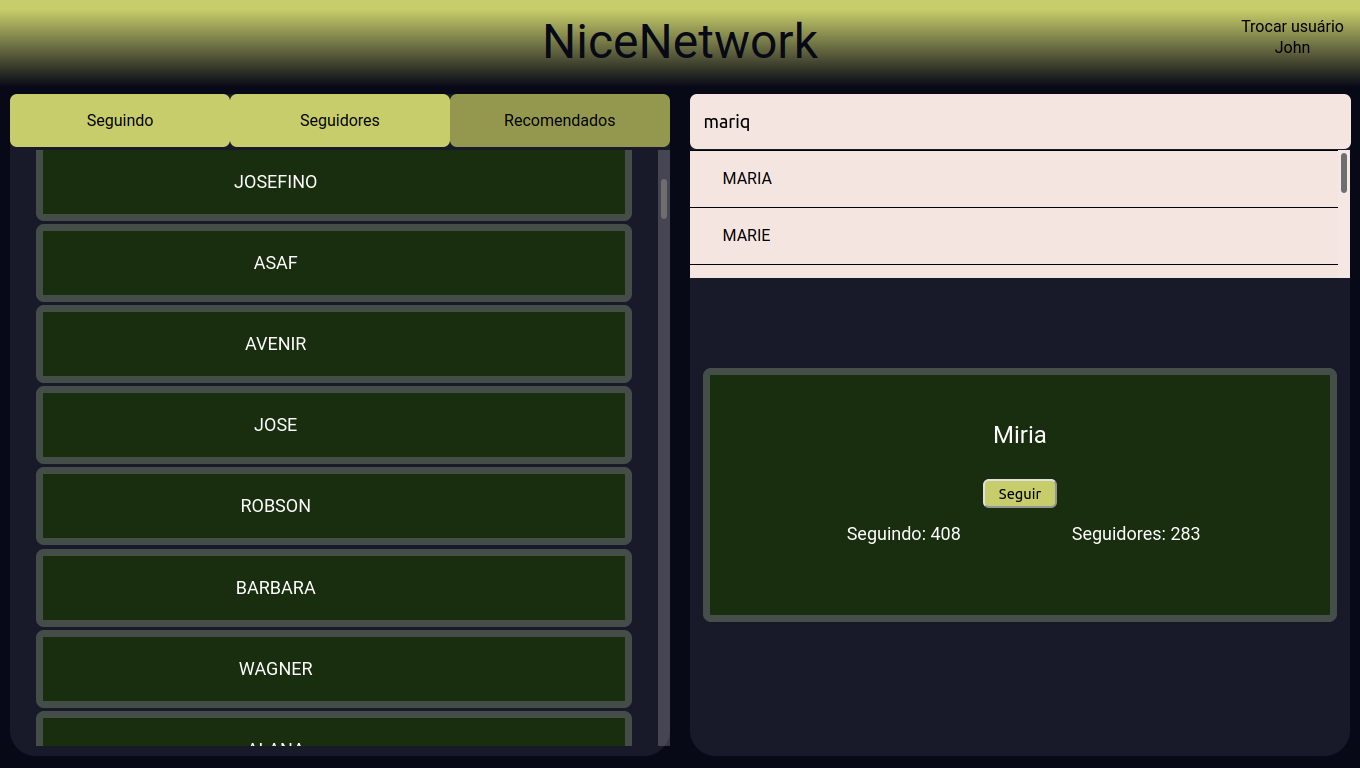 NiceNetwork
Trocar usuário
John
Seguindo
Seguidores
Recomendados
JOSEFINO
ASAF
AVENIR
JOSE
ROBSON
BARBARA
WAGNER
ALANA
mariq
MARIA
MARIE
Miria
Seguir
Seguindo: 408
Seguidores: 283